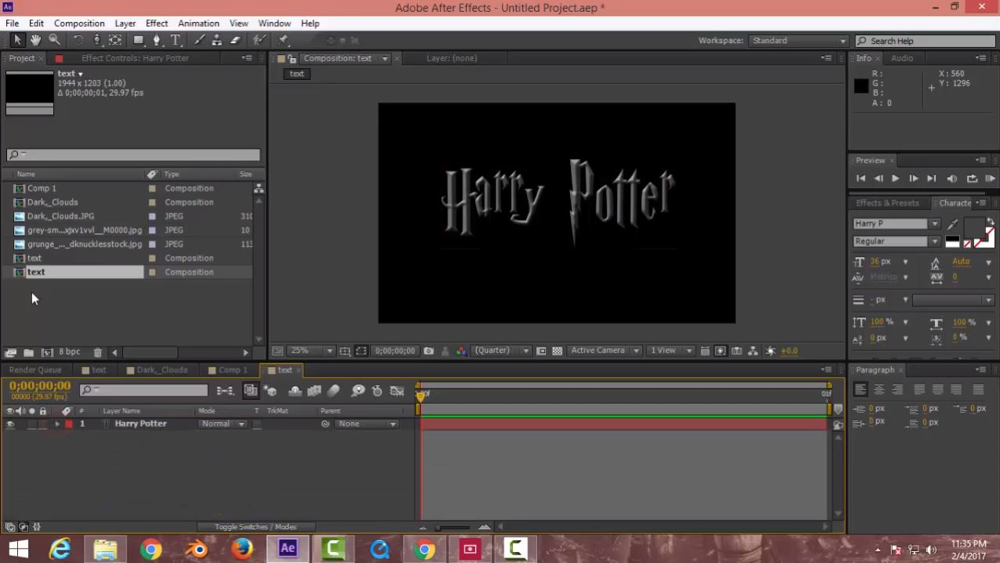 Adobe After Effects - Untitled Project.aep *
File Edit Composition Layer Effect Animation View Window Help
Workspace: Standard Search Help
Project Effect Controls: Harry Potter
Composition: text Layer: (none)
Info Audio
text
1944 x 1203 (1.00)
Δ 0;00;00;01, 29.97 fps
text
R :
G :
B :
A : 0
X : 560
Y : 1296
Name Type Size
Comp 1 Composition
Dark,_Clouds Composition
Dark,_Clouds.JPG JPEG 310
grey-sm...xjxv1vvl__M0000.jpg JPEG 10
grunge_..._dknucklesstock.jpg JPEG 113
text Composition
text Composition
8 bpc
Harry Potter
25% 0;00;00;00 (Quarter) Active Camera 1 View +0.0
Preview
Effects & Presets Characte
Harry P
Regular
36 px Auto
Metrics 0
- px
100 % 100 %
0 px 0 %
Render Queue text Dark,_Clouds Comp 1 text
0;00;00;00
00000 (29.97 fps)
:00f 01f
# Layer Name Mode T TrkMat Parent
1 T Harry Potter Normal None
Toggle Switches / Modes
Paragraph
0 px 0 px 0 px
0 px 0 px
11:35 PM
2/4/2017